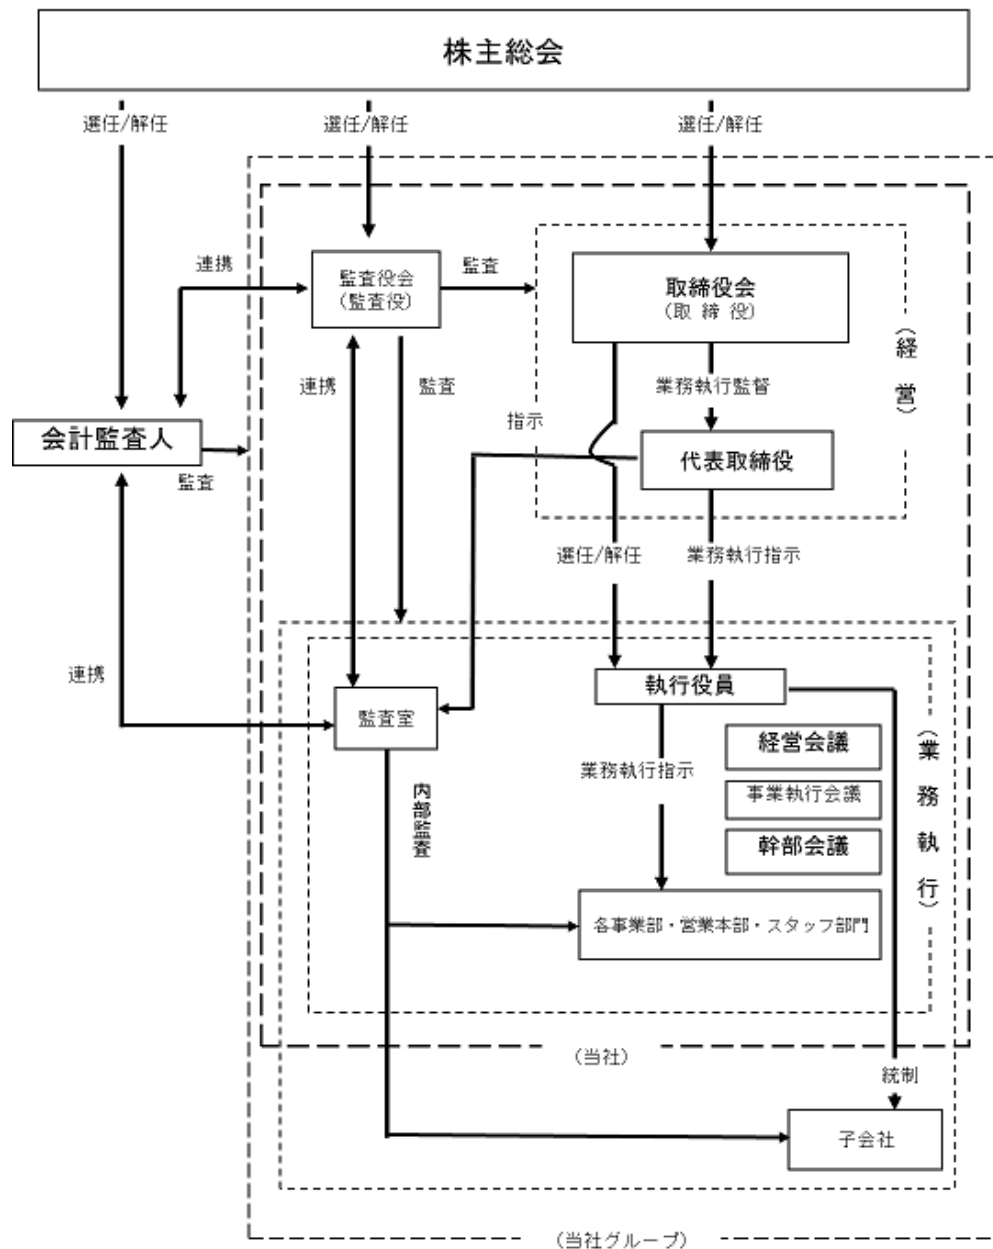 株主総会
選任/解任
選任/解任
選任/解任
連携
監査役会
(監査役)
監査
取締役会
(取 締 役)
(経営)
連携
監査
業務執行監督
指示
会計監査人
監査
代表取締役
選任/解任
業務執行指示
連携
監査室
執行役員
経営会議
業務執行指示
事業執行会議
内部監査
幹部会議
(業務執行)
各事業部・営業本部・スタッフ部門
(当社)
統制
子会社
(当社グループ)